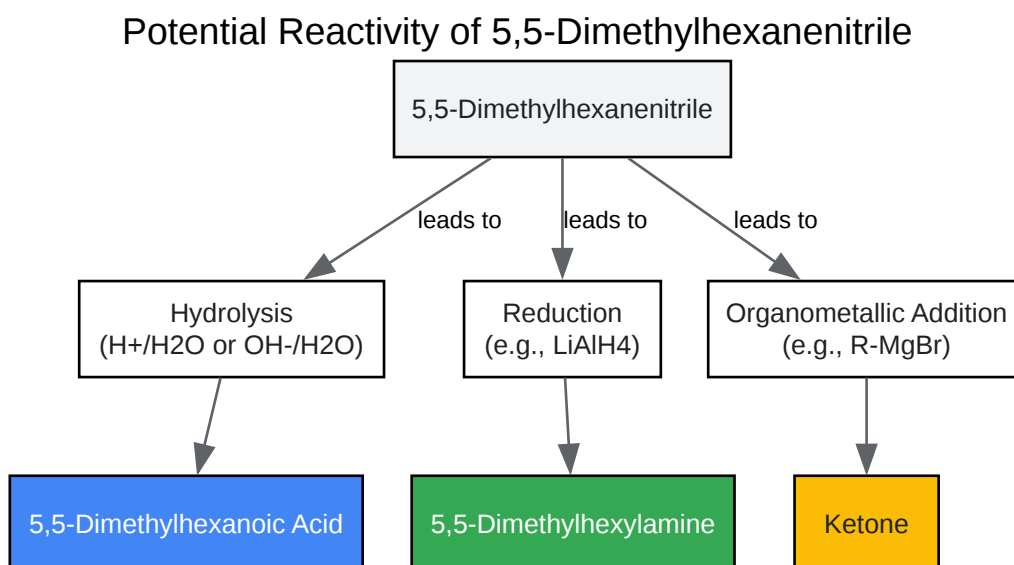 Potential Reactivity of 5,5-Dimethylhexanenitrile
5,5-Dimethylhexanenitrile
leads to
leads to
leads to
Hydrolysis
(H+/H2O or OH-/H2O)
Reduction
(e.g., LiAlH4)
Organometallic Addition
(e.g., R-MgBr)
5,5-Dimethylhexanoic Acid
5,5-Dimethylhexylamine
Ketone